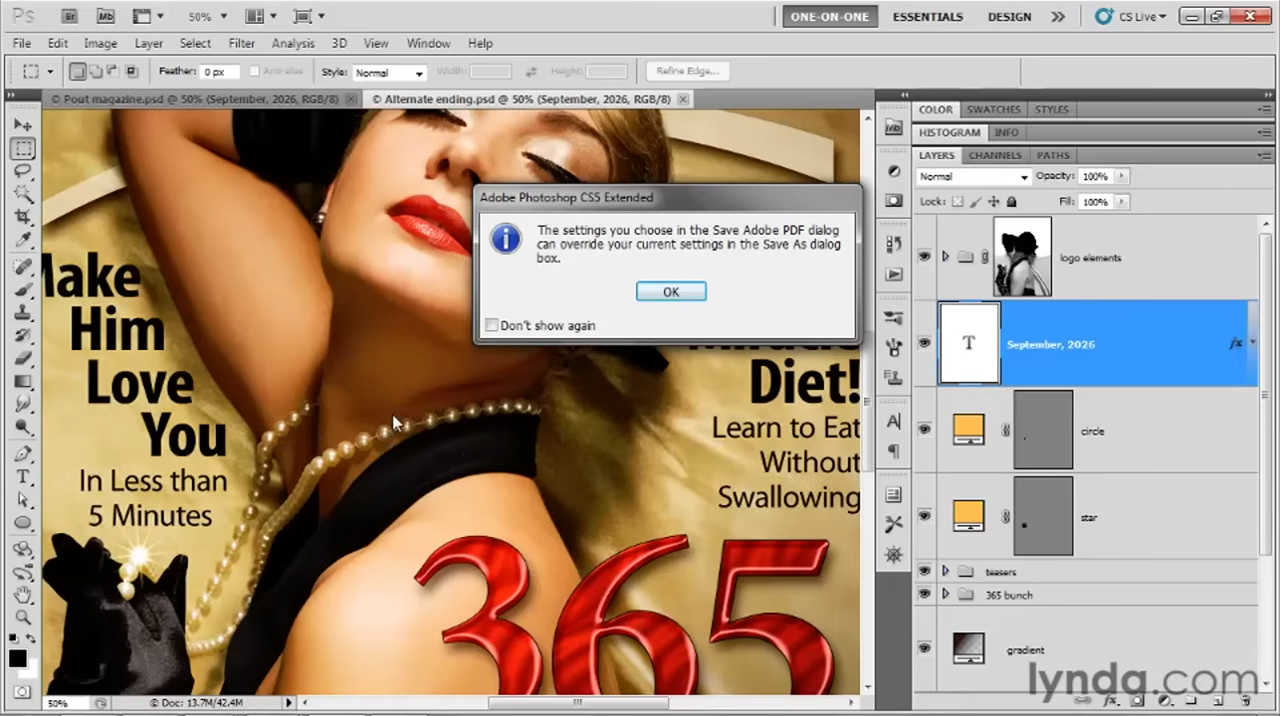 Ps Br Mb 50% ONE-ON-ONE ESSENTIALS DESIGN CS Live
File Edit Image Layer Select Filter Analysis 3D View Window Help
Feather: 0 px Anti-alias Style: Normal Width: Height: Refine Edge...
© Pout magazine.psd @ 50% (September, 2026, RGB/8) © Alternate ending.psd @ 50% (September, 2026, RGB/8)
COLOR SWATCHES STYLES
HISTOGRAM INFO
LAYERS CHANNELS PATHS
Normal Opacity: 100%
Lock: Fill: 100%
logo elements
T September, 2026 fx
circle
star
teasers
365 bunch
gradient
Adobe Photoshop CS5 Extended
The settings you choose in the Save Adobe PDF dialog
can override your current settings in the Save As dialog
box.
OK
Don't show again
Make
Him
Love
You
In Less than
5 Minutes
Diet!
Learn to Eat
Without
Swallowing
365
50% © Doc: 13.7M/42.4M
lynda.com